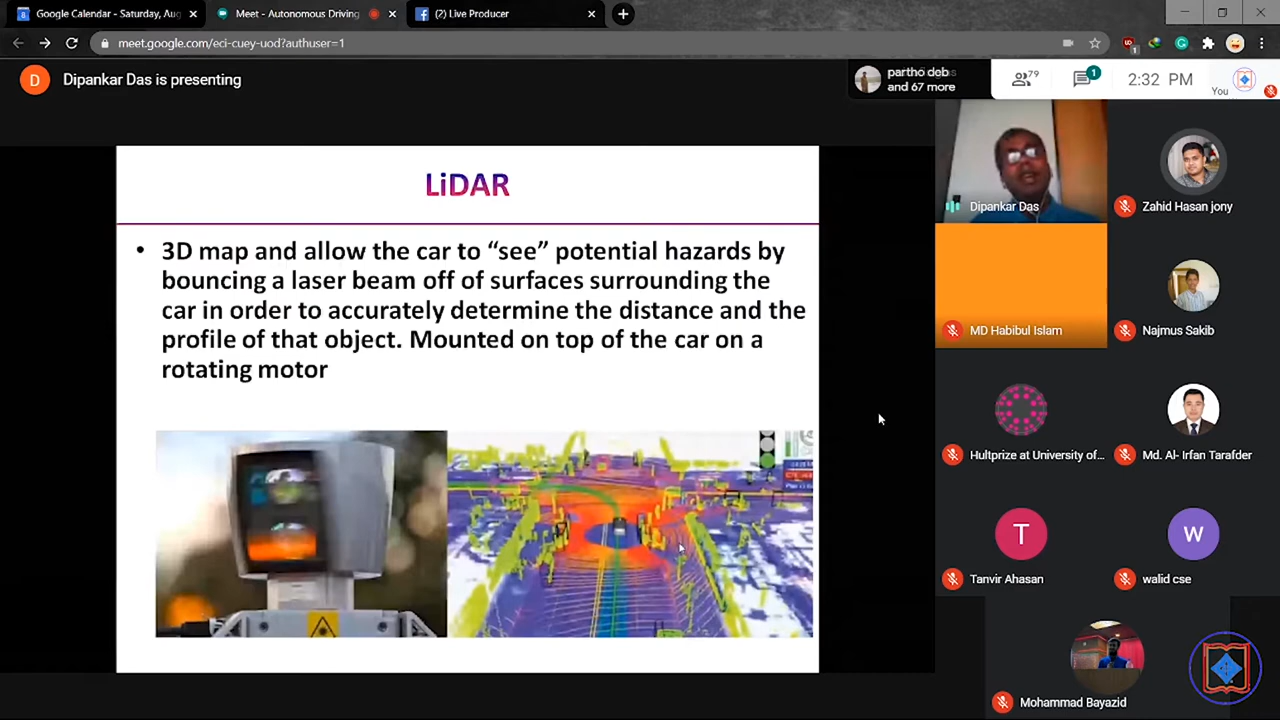 Google Calendar - Saturday, Aug
Meet - Autonomous Driving
(2) Live Producer
meet.google.com/eci-cuey-uod?authuser=1
D
Dipankar Das is presenting
partho deb
and 67 more
79
1
2:32 PM
You
LiDAR
• 3D map and allow the car to “see” potential hazards by
bouncing a laser beam off of surfaces surrounding the
car in order to accurately determine the distance and the
profile of that object. Mounted on top of the car on a
rotating motor
Dipankar Das
Zahid Hasan jony
MD Habibul Islam
Najmus Sakib
Hultprize at University of...
Md. Al- Irfan Tarafder
T
W
Tanvir Ahasan
walid cse
Mohammad Bayazid